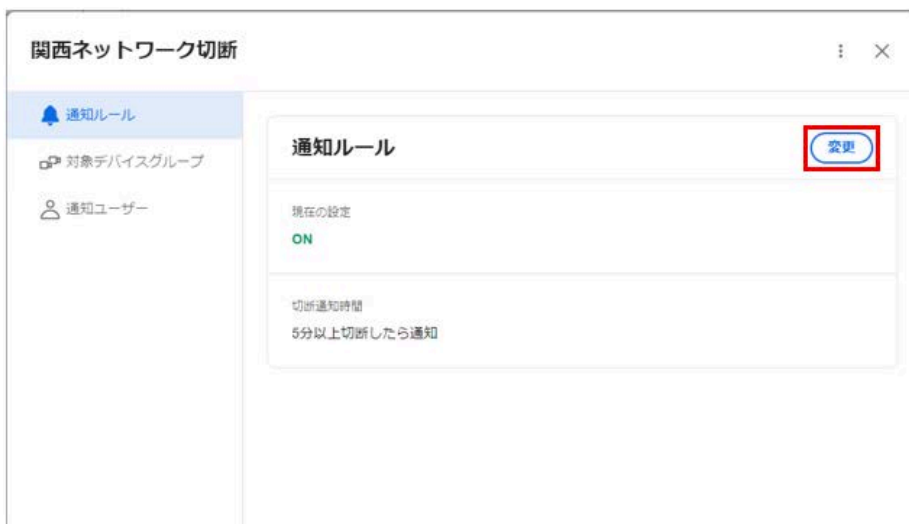 関西ネットワーク切断
通知ルール
対象デバイスグループ
通知ユーザー
通知ルール
変更
現在の設定
ON
切断通知時間
5分以上切断したら通知